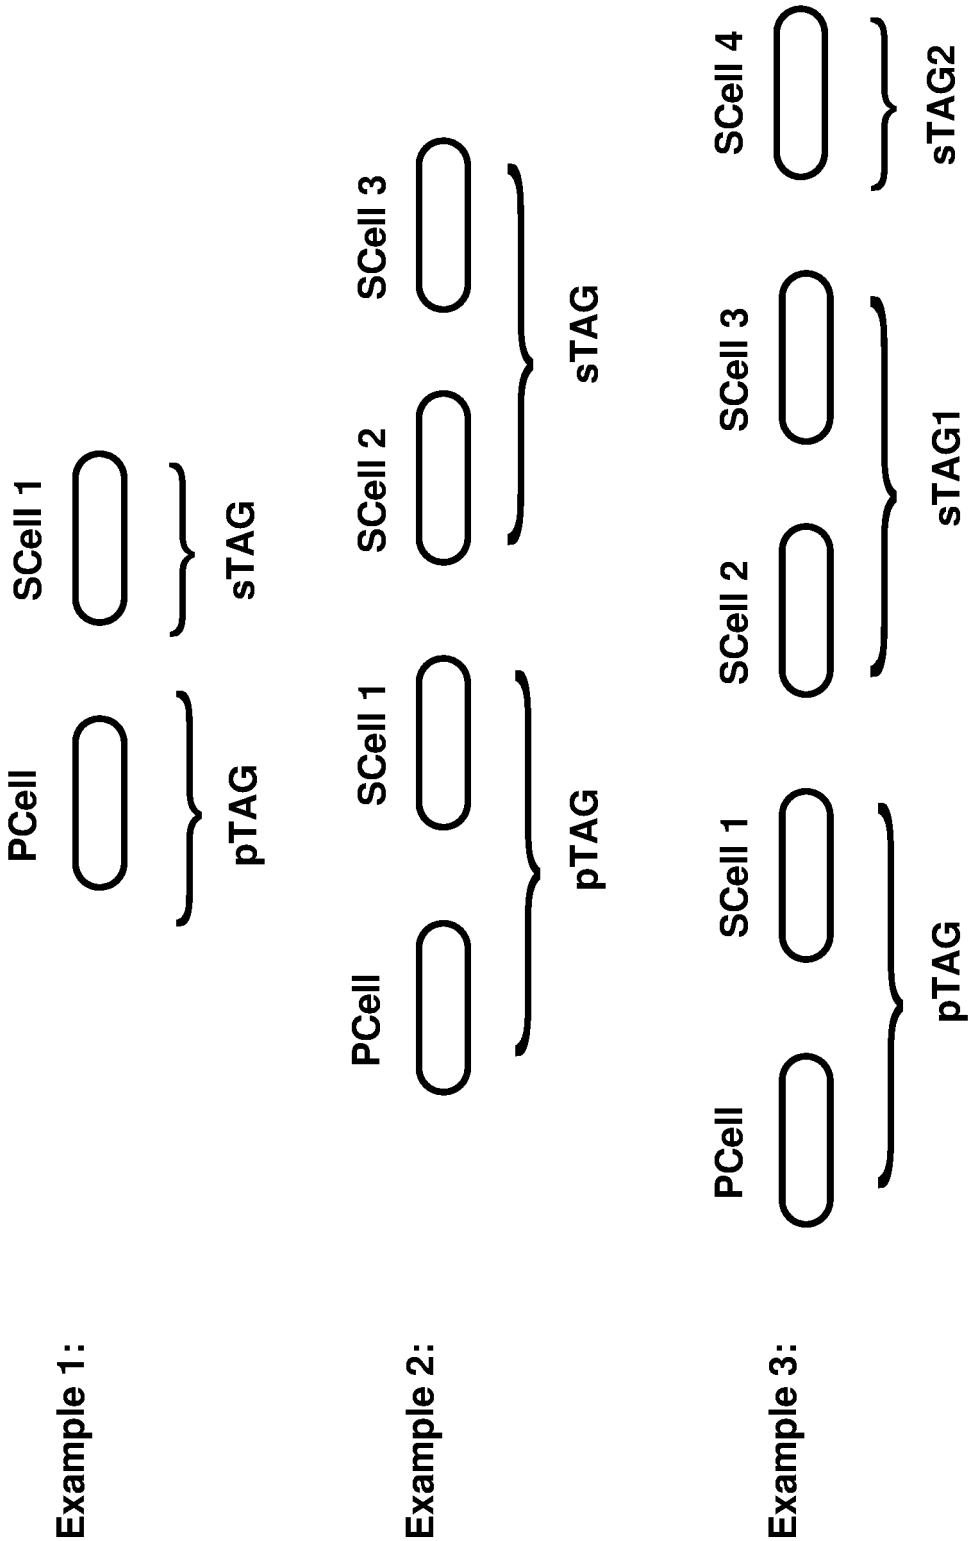 Example 1:
PCell
SCell 1
pTAG
sTAG
Example 2:
PCell
SCell 1
SCell 2
SCell 3
pTAG
sTAG
Example 3:
PCell
SCell 1
SCell 2
SCell 3
SCell 4
pTAG
sTAG1
sTAG2